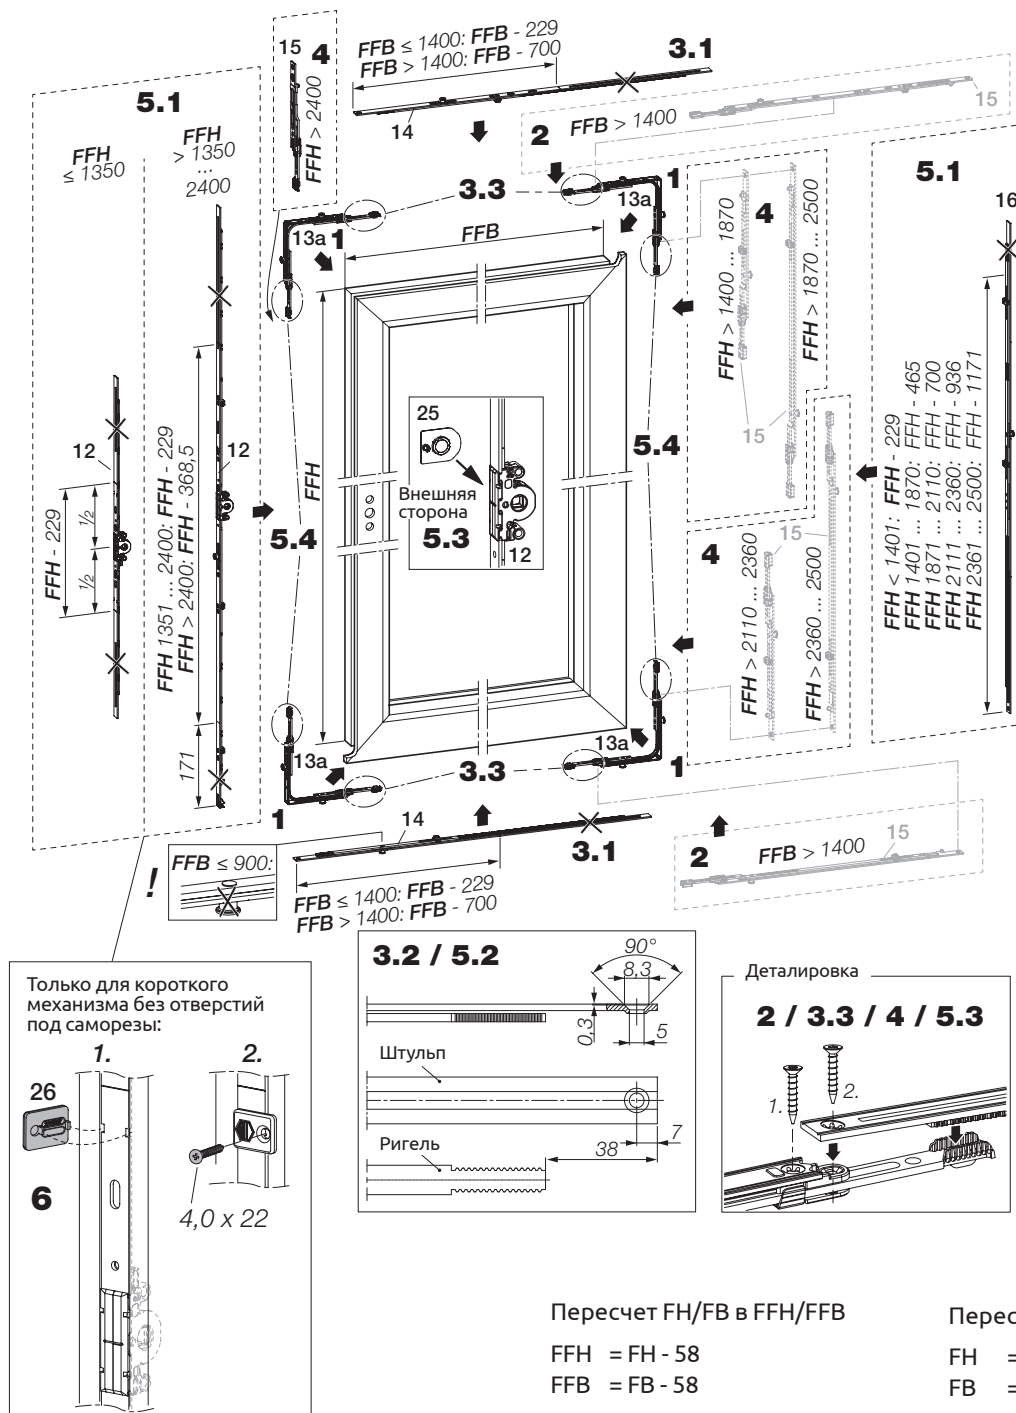 15 4
FFB ≤ 1400: FFB - 229
FFB > 1400: FFB - 700
3.1
14
FFH > 2400
2 FFB > 1400
15
5.1
FFH
≤ 1350
FFH
> 1350
...
2400
12
FFH - 229
1/2
1/2
FFH 1351 ... 2400: FFH - 229
FFH > 2400: FFH - 368,5
12
171
3.3
1
13a
13a
1
FFB
FFH
5.4
25
Внешняя
сторона
5.3
12
5.4
4
FFH > 1400 ... 1870
FFH > 1870 ... 2500
15
4
15
FFH > 2110 ... 2360
FFH > 2360 ... 2500
5.1
16
FFH < 1401: FFH - 229
FFH 1401 ... 1870: FFH - 465
FFH 1871 ... 2110: FFH - 700
FFH 2111 ... 2360: FFH - 936
FFH 2361 ... 2500: FFH - 1171
13a
1
3.3
13a
1
14
3.1
! FFB ≤ 900:
FFB ≤ 1400: FFB - 229
FFB > 1400: FFB - 700
2 FFB > 1400
15
Только для короткого
механизма без отверстий
под саморезы:
1. 2.
26
6
4,0 x 22
3.2 / 5.2
90°
8,3
0,3
5
Штульп
7
Ригель
38
Деталировка
2 / 3.3 / 4 / 5.3
1. 2.
Пересчет FH/FB в FFH/FFB
FFH = FH - 58
FFB = FB - 58
FH =
FB =